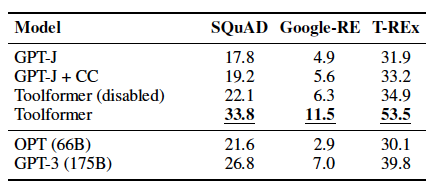 Model SQuAD Google-RE T-REx
GPT-J 17.8 4.9 31.9
GPT-J + CC 19.2 5.6 33.2
Toolformer (disabled) 22.1 6.3 34.9
Toolformer 33.8 11.5 53.5
OPT (66B) 21.6 2.9 30.1
GPT-3 (175B) 26.8 7.0 39.8